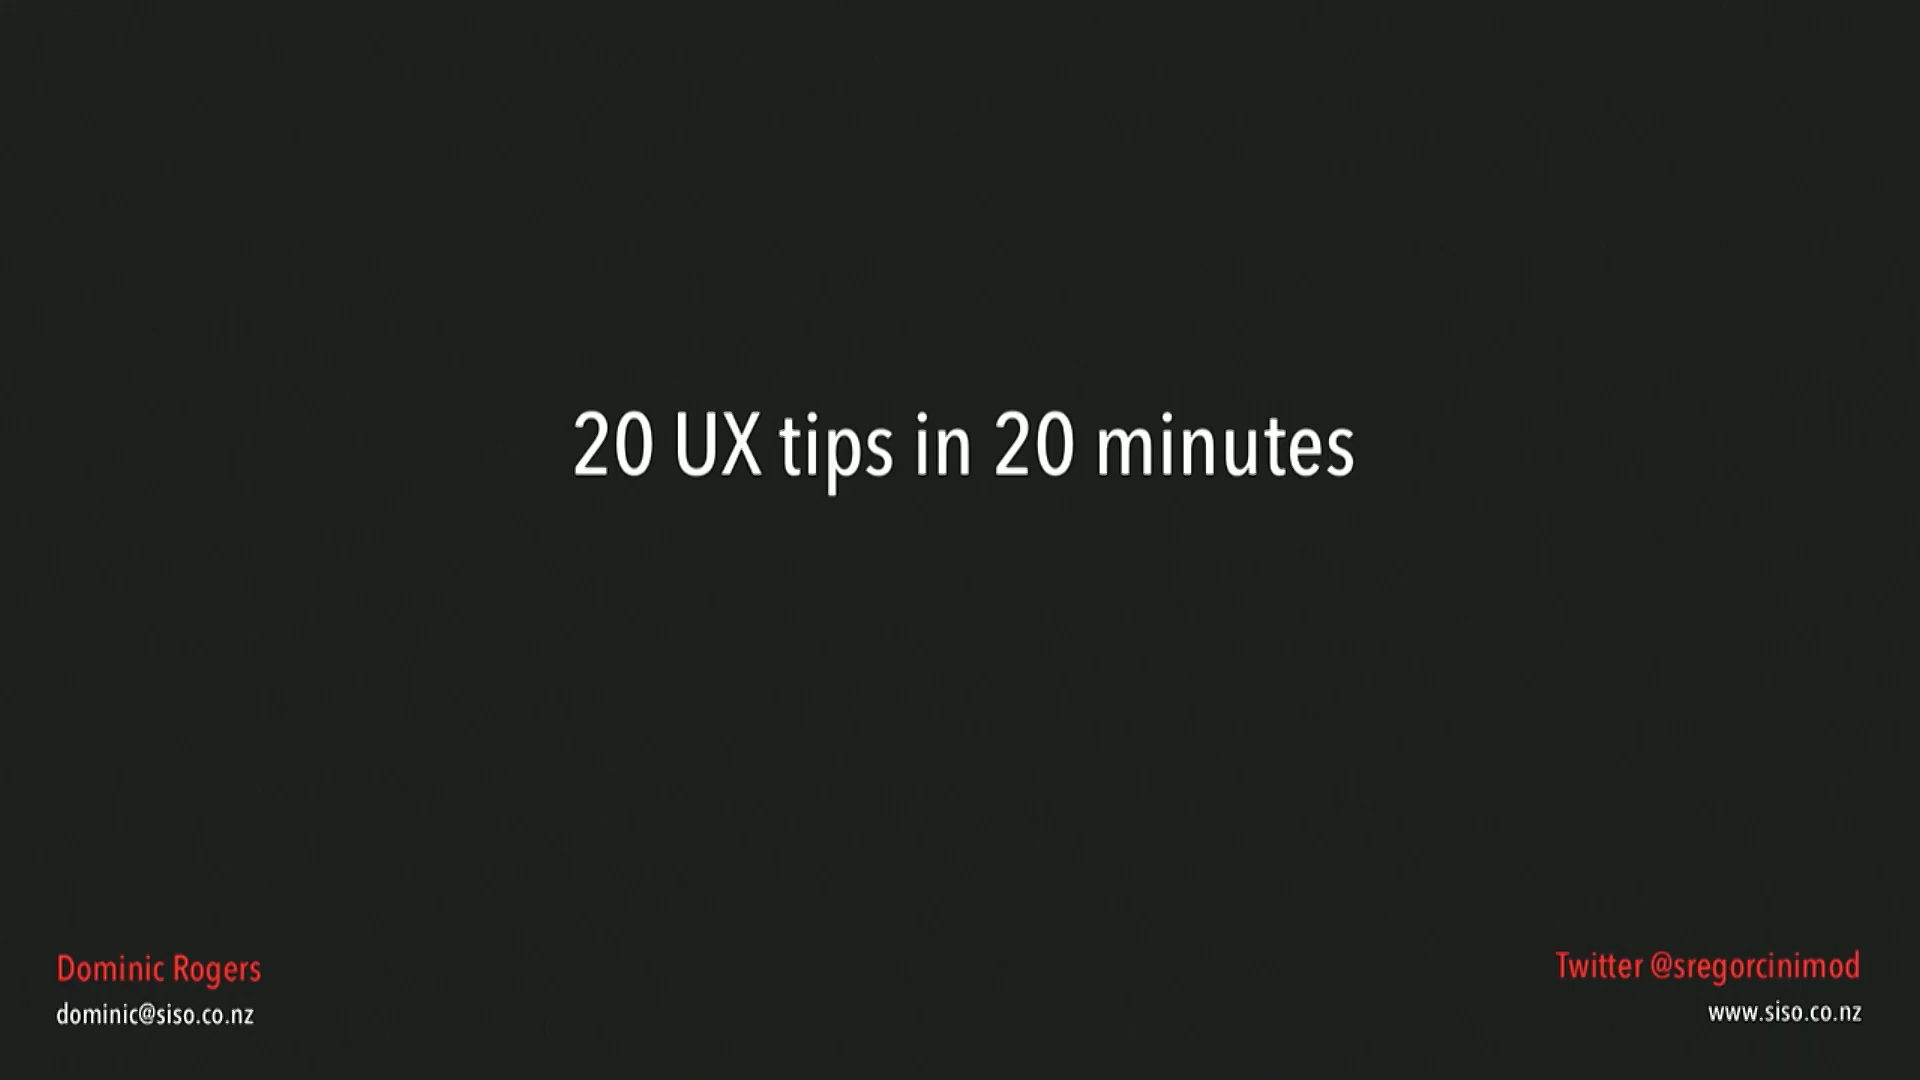 20 UX tips in 20 minutes
Dominic Rogers
dominic@siso.co.nz
Twitter @sregorcinimod
www.siso.co.nz